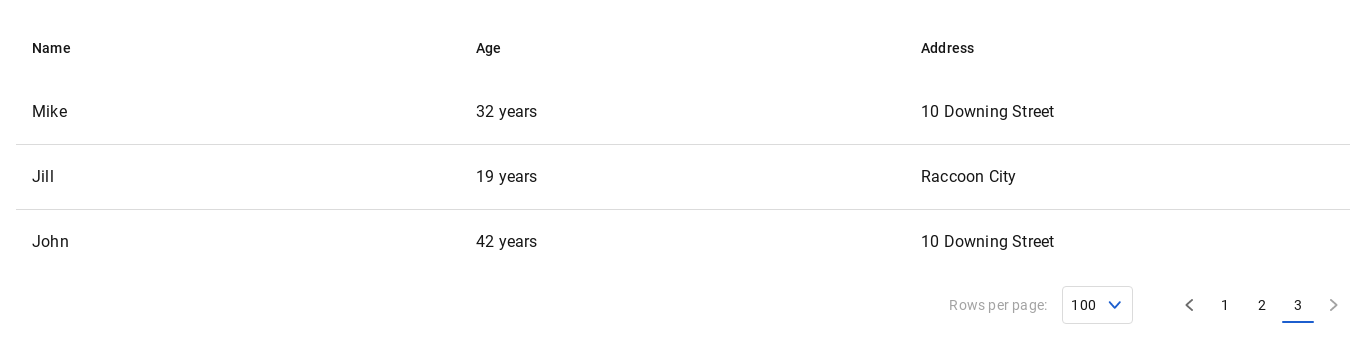 Name Age Address
Mike 32 years 10 Downing Street
Jill 19 years Raccoon City
John 42 years 10 Downing Street
Rows per page: 100 1 2 3